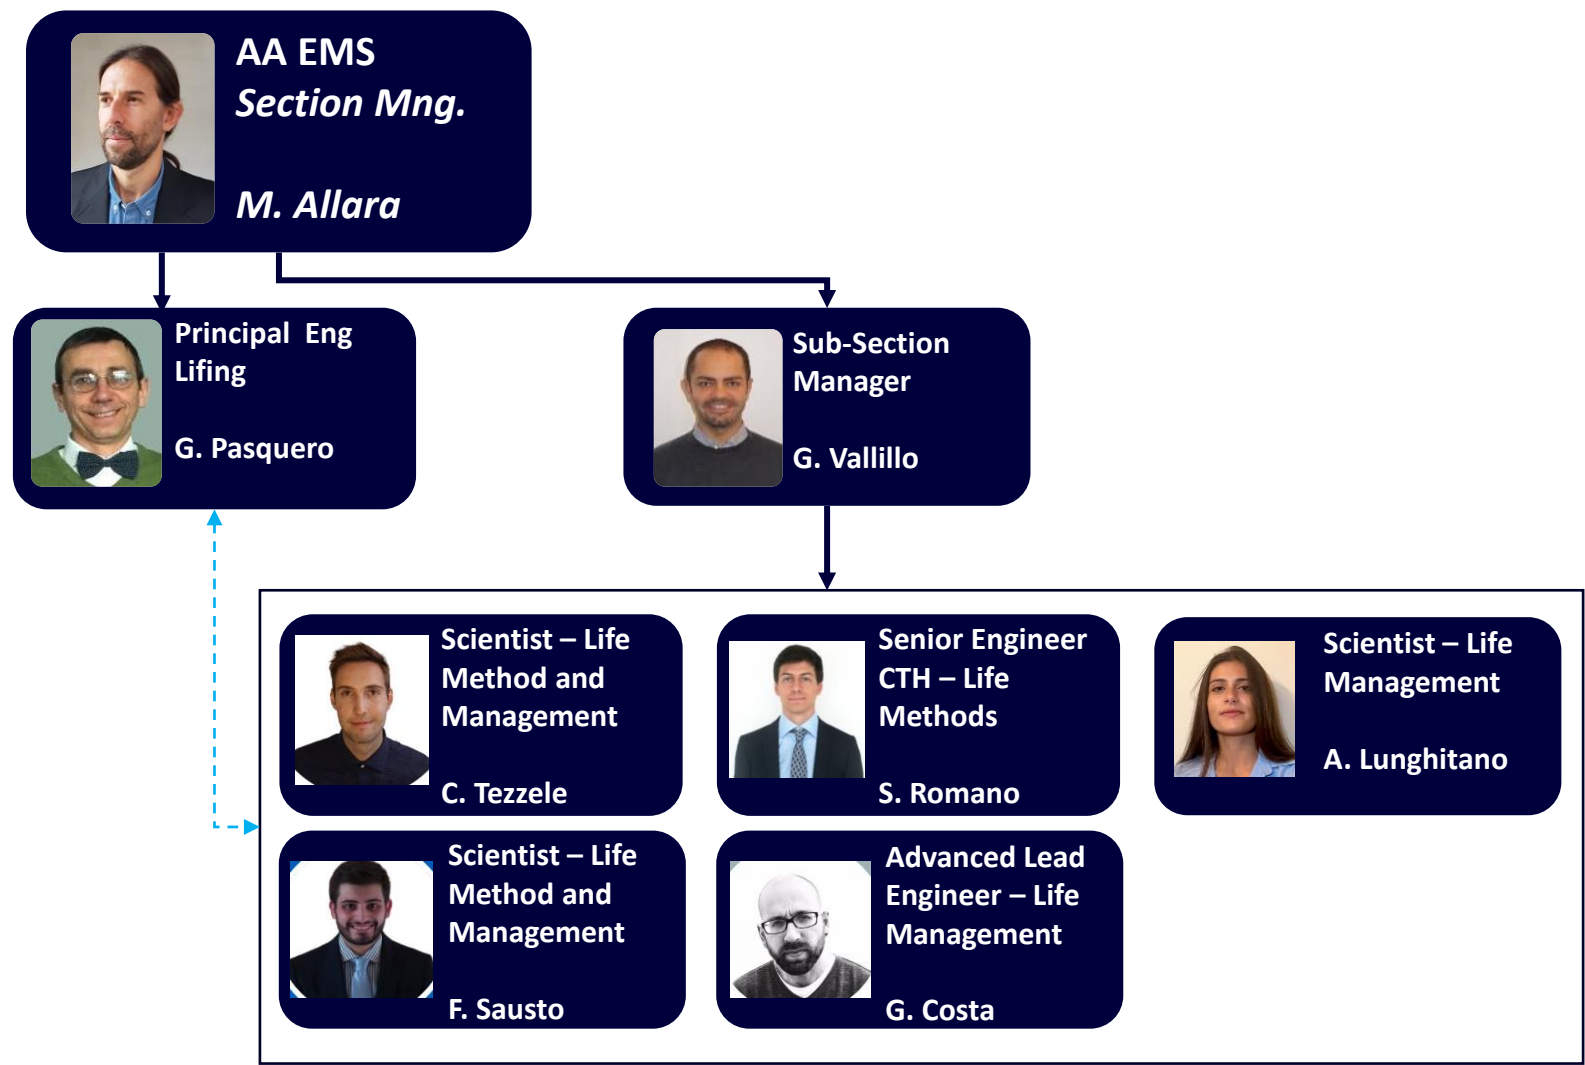 AA EMS
Section Mng.
M. Allara
Principal Eng
Lifing
G. Pasquero
Sub-Section
Manager
G. Vallillo
Scientist – Life
Method and
Management
C. Tezzele
Senior Engineer
CTH – Life
Methods
S. Romano
Scientist – Life
Management
A. Lunghitano
Scientist – Life
Method and
Management
F. Sausto
Advanced Lead
Engineer – Life
Management
G. Costa